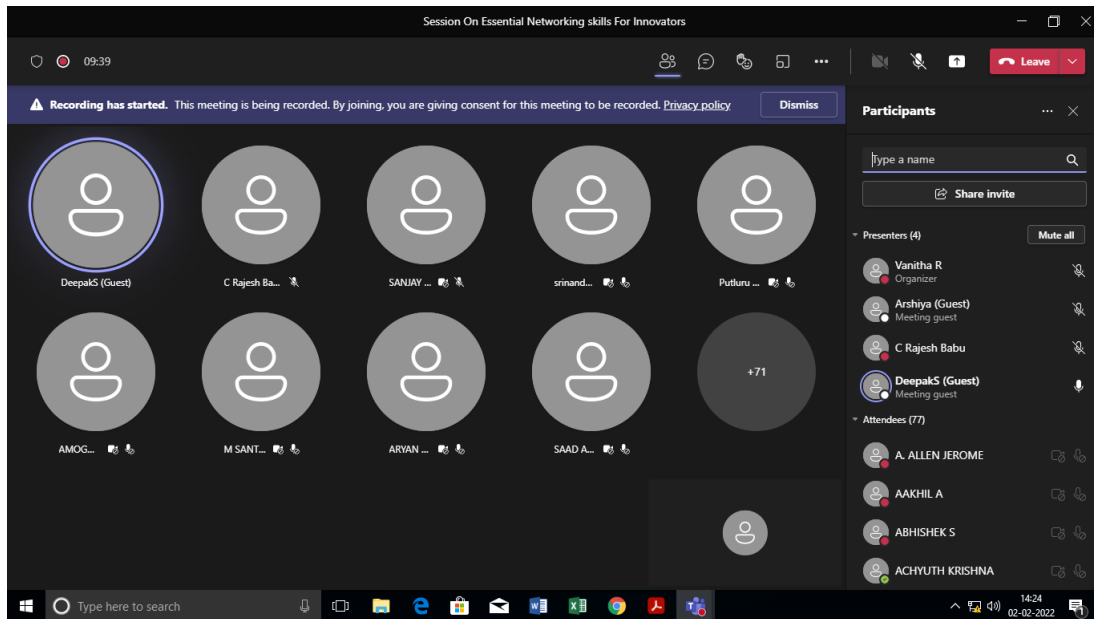 Session On Essential Networking skills For Innovators
09:39
Leave
Recording has started. This meeting is being recorded. By joining, you are giving consent for this meeting to be recorded. Privacy policy
Dismiss
Participants
Type a name
Share invite
Presenters (4)
Mute all
Vanitha R
Organizer
Arshiya (Guest)
Meeting guest
C Rajesh Babu
DeepakS (Guest)
Meeting guest
Attendees (77)
A. ALLEN JEROME
AAKHIL A
ABHISHEK S
ACHYUTH KRISHNA
DeepakS (Guest)
C Rajesh Ba...
SANJAY ...
srinand...
Putluru ...
AMOG...
M SANT...
ARYAN ...
SAAD A...
+71
Type here to search
14:24
02-02-2022